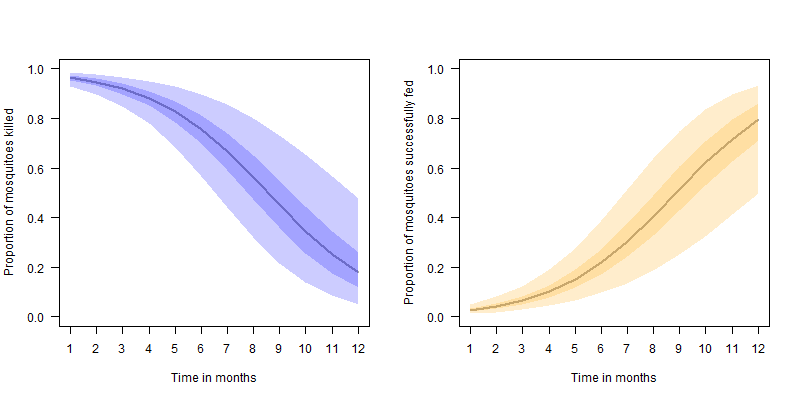 Proportion of mosquitoes killed
1.0
0.8
0.6
0.4
0.2
0.0
1 2 3 4 5 6 7 8 9 10 11 12
Time in months
Proportion of mosquitoes successfully fed
1.0
0.8
0.6
0.4
0.2
0.0
1 2 3 4 5 6 7 8 9 10 11 12
Time in months